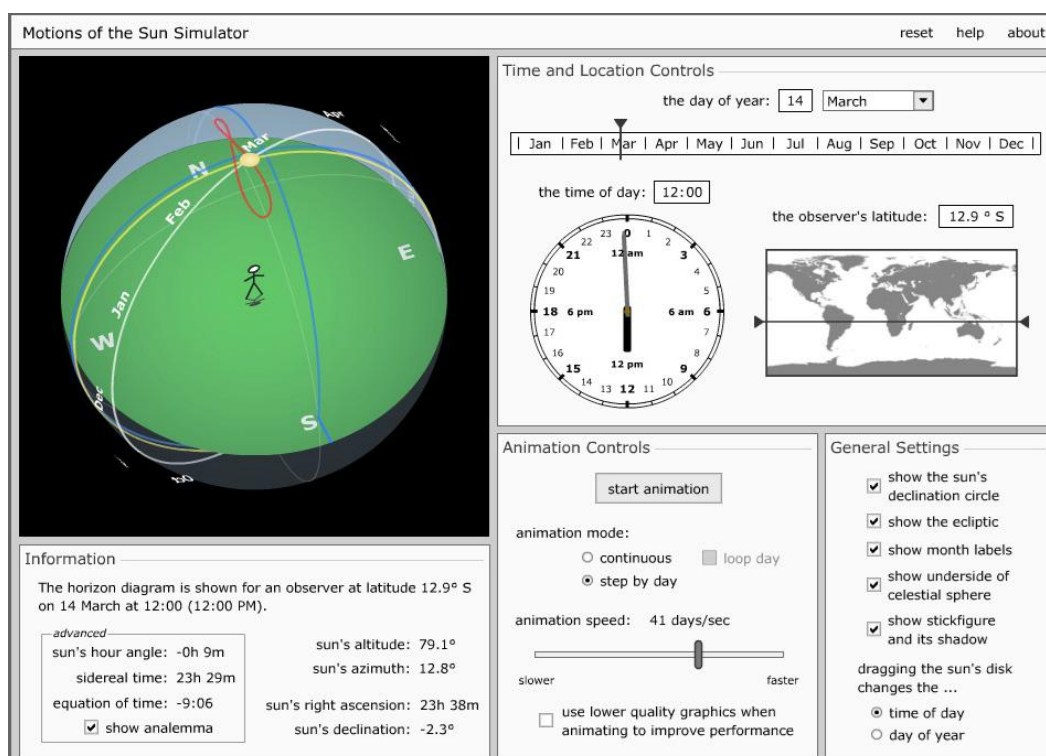 Motions of the Sun Simulator
reset help about
Apr
Mar
N
Feb
E
Jan
W
Dec
S
Time and Location Controls
the day of year: 14 March
| Jan | Feb | Mar | Apr | May | Jun | Jul | Aug | Sep | Oct | Nov | Dec |
the time of day: 12:00
0 1 2 3 4 5 6 7 8 9 10 11 12 13 14 15 16 17 18 19 20 21 22 23
12 am
6 pm
6 am
12 pm
the observer's latitude: 12.9 ° S
Information
The horizon diagram is shown for an observer at latitude 12.9° S
on 14 March at 12:00 (12:00 PM).
advanced
sun's hour angle: -0h 9m
sidereal time: 23h 29m
equation of time: -9:06
show analemma
sun's altitude: 79.1°
sun's azimuth: 12.8°
sun's right ascension: 23h 38m
sun's declination: -2.3°
Animation Controls
start animation
animation mode:
continuous
loop day
step by day
animation speed: 41 days/sec
slower
faster
use lower quality graphics when
animating to improve performance
General Settings
show the sun's
declination circle
show the ecliptic
show month labels
show underside of
celestial sphere
show stickfigure
and its shadow
dragging the sun's disk
changes the ...
time of day
day of year